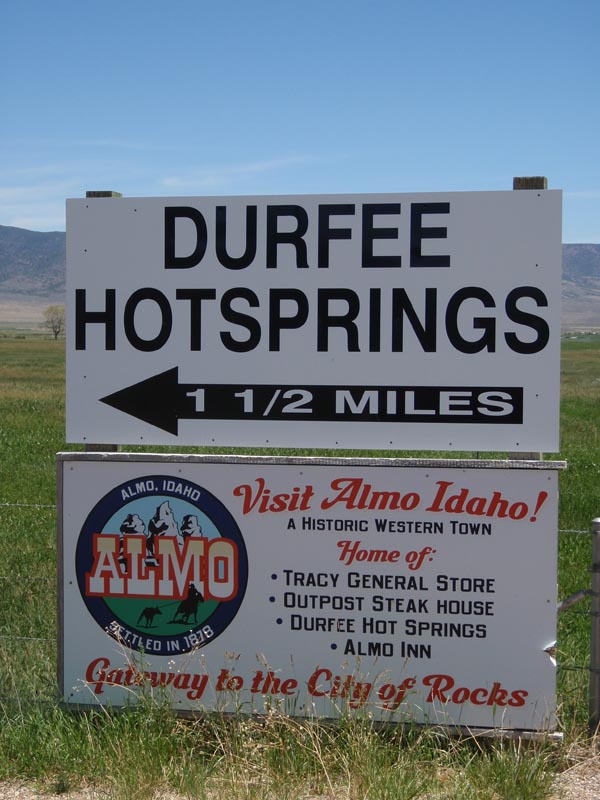 DURFEE
HOTSPRINGS
1 1/2 MILES
ALMO, IDAHO
ALMO
SETTLED IN 1878
Visit Almo Idaho!
A HISTORIC WESTERN TOWN
Home of:
• TRACY GENERAL STORE
• OUTPOST STEAK HOUSE
• DURFEE HOT SPRINGS
• ALMO INN
Gateway to the City of Rocks